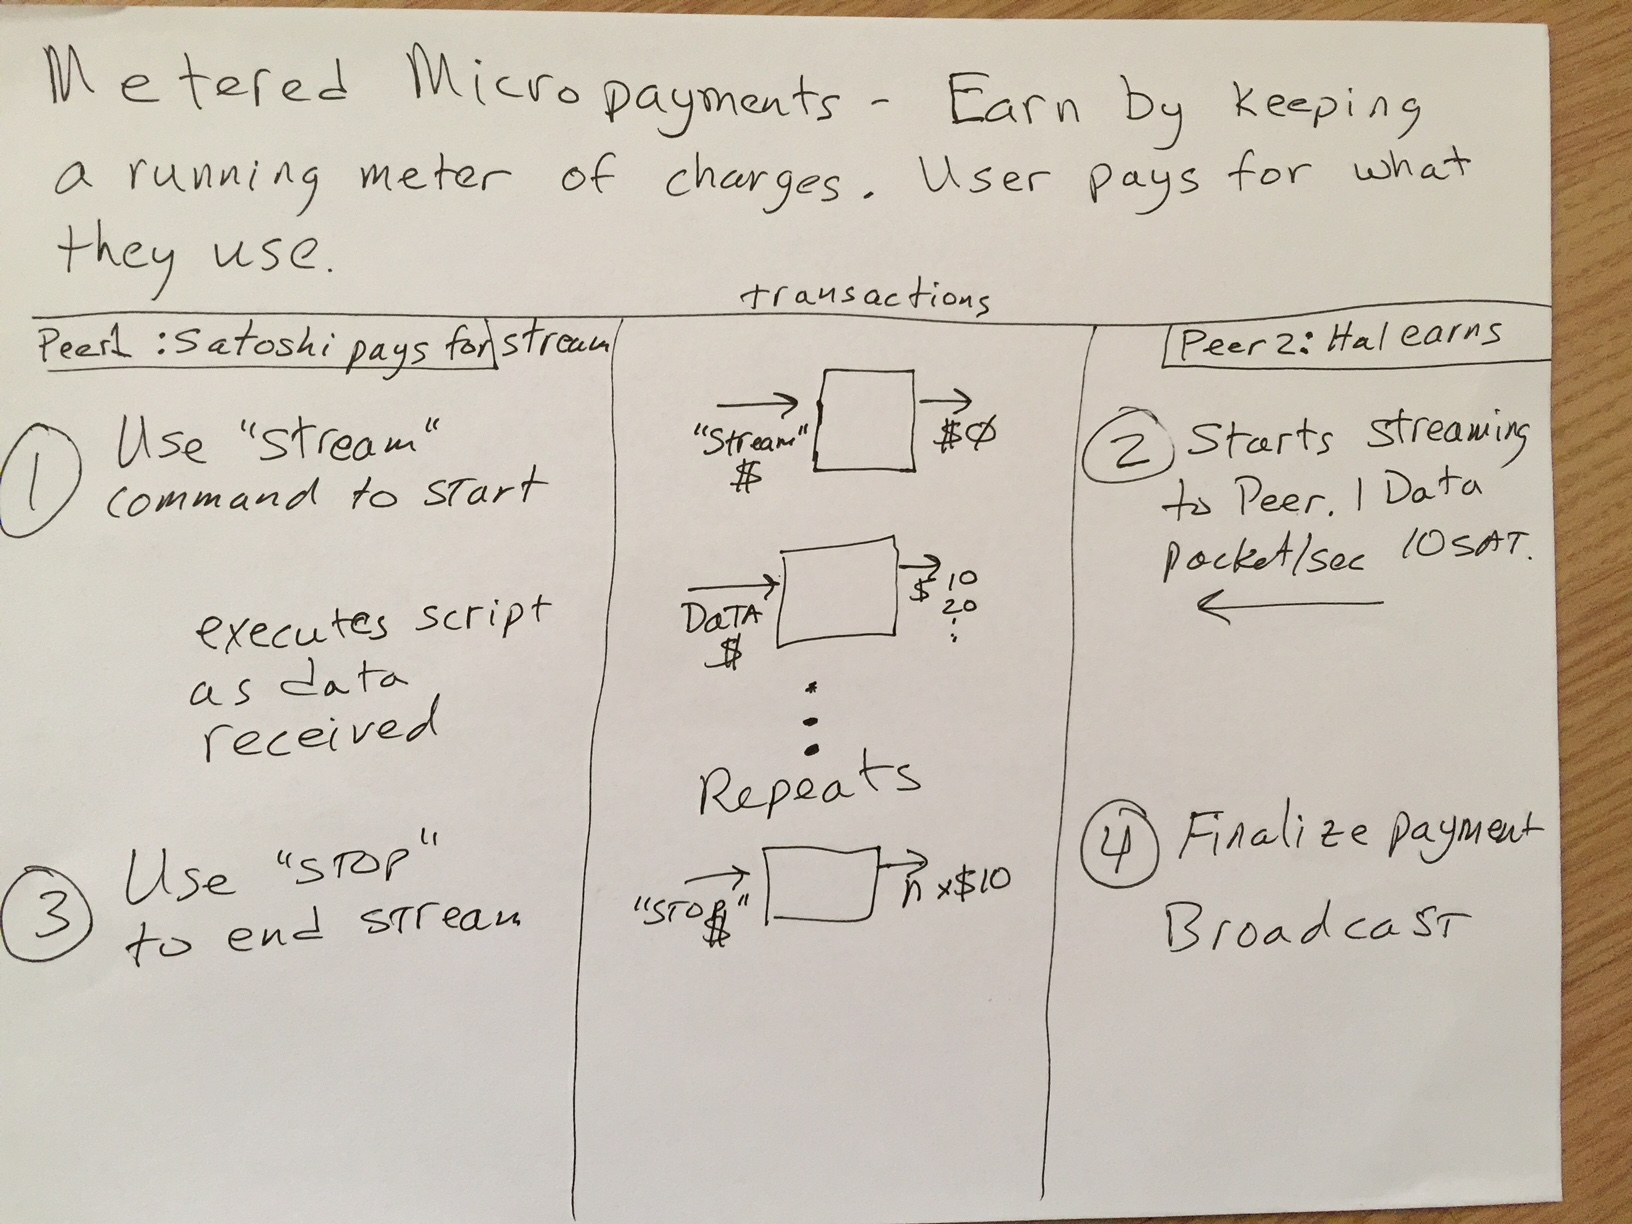 Metered Micropayments - Earn by keeping
a running meter of charges. User pays for what
they use.
transactions
Peer1: Satoshi pays for stream
① Use "stream"
command to start
executes script
as data
received
③ Use "STOP"
to end stream
"Stream"
$
$0
DATA
$
10
$
20
Repeats
"STOP"
$
n x $10
Peer2: Hal earns
② Starts streaming
to Peer. 1 Data
packet/sec 10SAT.
④ Finalize payment
Broadcast